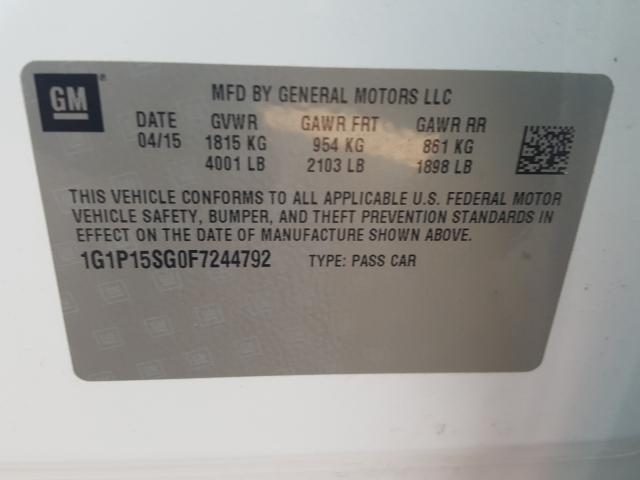 GM®
MFD BY GENERAL MOTORS LLC
DATE GVWR GAWR FRT GAWR RR
04/15 1815 KG 954 KG 861 KG
4001 LB 2103 LB 1898 LB
THIS VEHICLE CONFORMS TO ALL APPLICABLE U.S. FEDERAL MOTOR
VEHICLE SAFETY, BUMPER, AND THEFT PREVENTION STANDARDS IN
EFFECT ON THE DATE OF MANUFACTURE SHOWN ABOVE.
1G1P15SG0F7244792 TYPE: PASS CAR